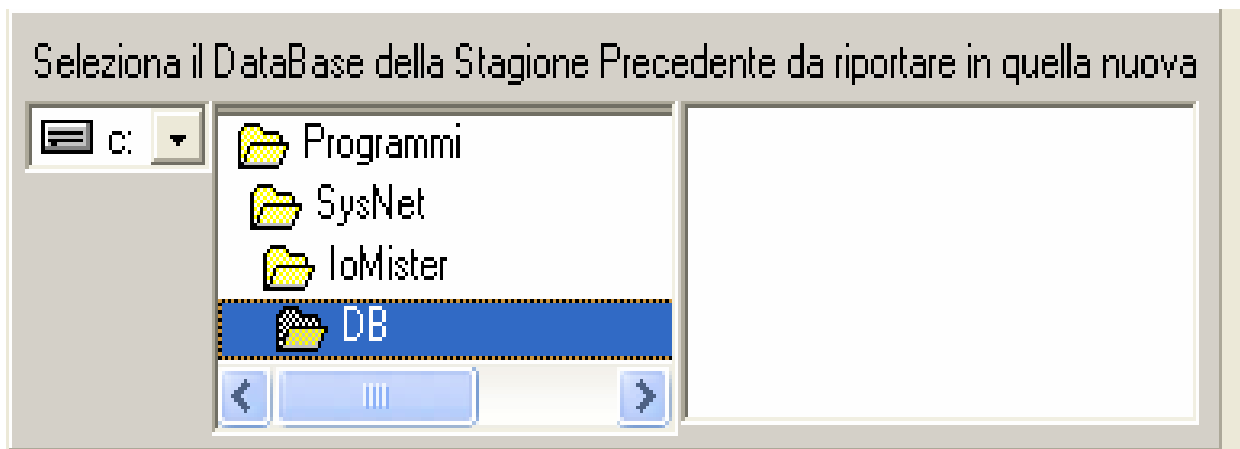 Seleziona il DataBase della Stagione Precedente da riportare in quella nuova
c:
Programmi
SysNet
IoMister
DB